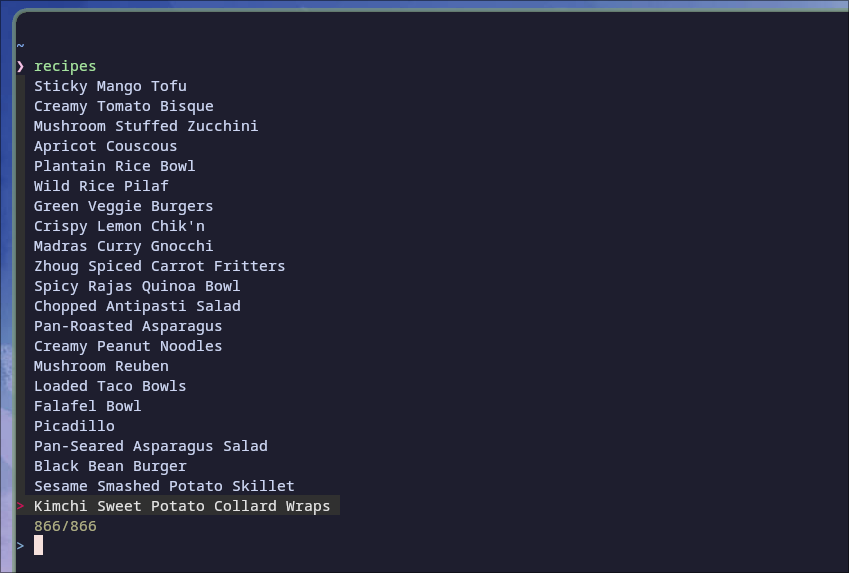 ~
❯ recipes
Sticky Mango Tofu
Creamy Tomato Bisque
Mushroom Stuffed Zucchini
Apricot Couscous
Plantain Rice Bowl
Wild Rice Pilaf
Green Veggie Burgers
Crispy Lemon Chik'n
Madras Curry Gnocchi
Zhoug Spiced Carrot Fritters
Spicy Rajas Quinoa Bowl
Chopped Antipasti Salad
Pan-Roasted Asparagus
Creamy Peanut Noodles
Mushroom Reuben
Loaded Taco Bowls
Falafel Bowl
Picadillo
Pan-Seared Asparagus Salad
Black Bean Burger
Sesame Smashed Potato Skillet
> Kimchi Sweet Potato Collard Wraps
866/866
>